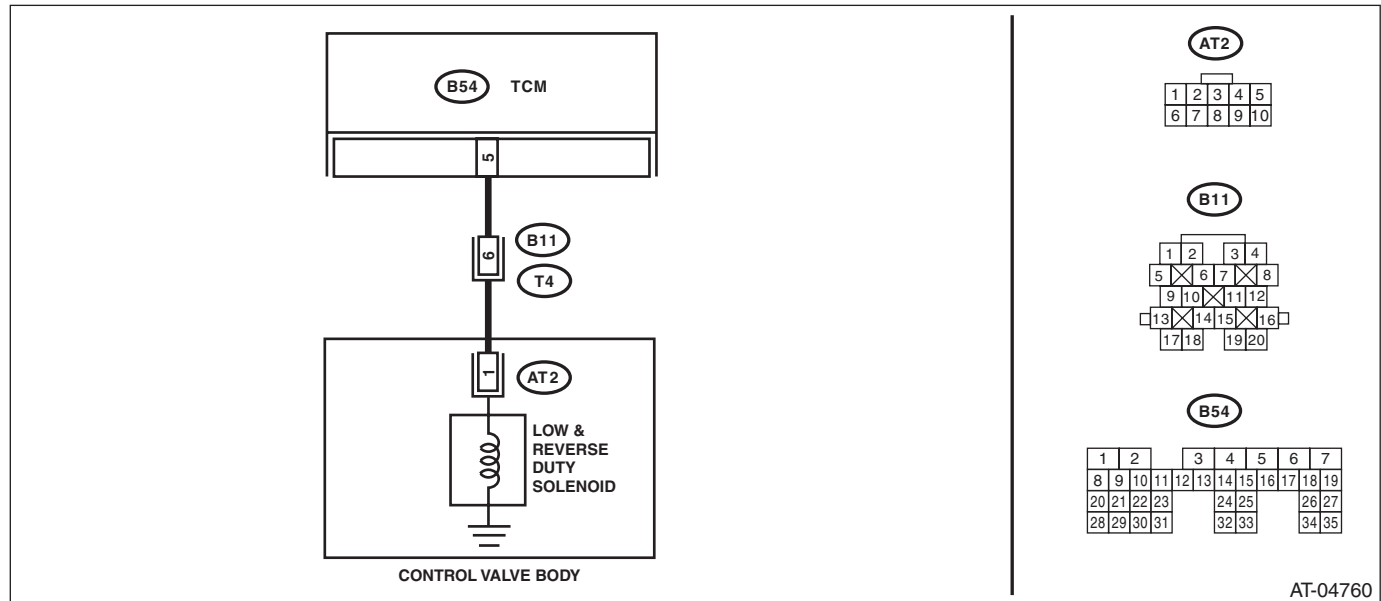 B54 TCM
5
6
B11
T4
1
AT2
LOW &
REVERSE
DUTY
SOLENOID
CONTROL VALVE BODY
AT2
1 2 3 4 5
6 7 8 9 10
B11
1 2 3 4
5 6 7 8
9 10 11 12
13 14 15 16
17 18 19 20
B54
1 2 3 4 5 6 7
8 9 10 11 12 13 14 15 16 17 18 19
20 21 22 23 24 25 26 27
28 29 30 31 32 33 34 35
AT-04760